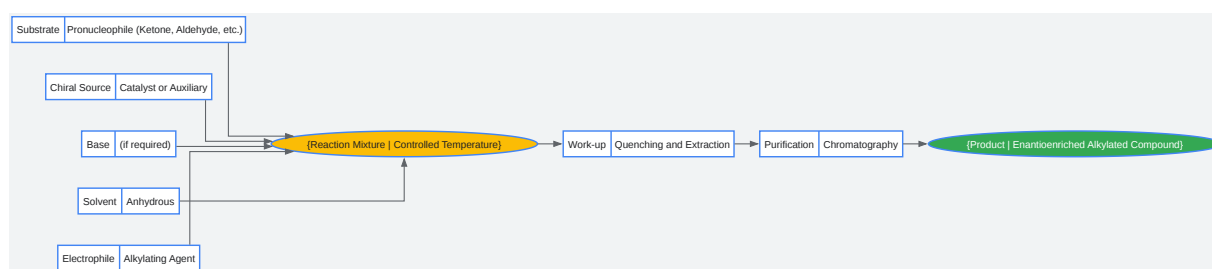 Substrate Pronucleophile (Ketone, Aldehyde, etc.)
Chiral Source Catalyst or Auxiliary
Base (if required)
{Reaction Mixture | Controlled Temperature}
Work-up Quenching and Extraction
Purification Chromatography
{Product | Enantioenriched Alkylated Compound}
Solvent Anhydrous
Electrophile Alkylating Agent